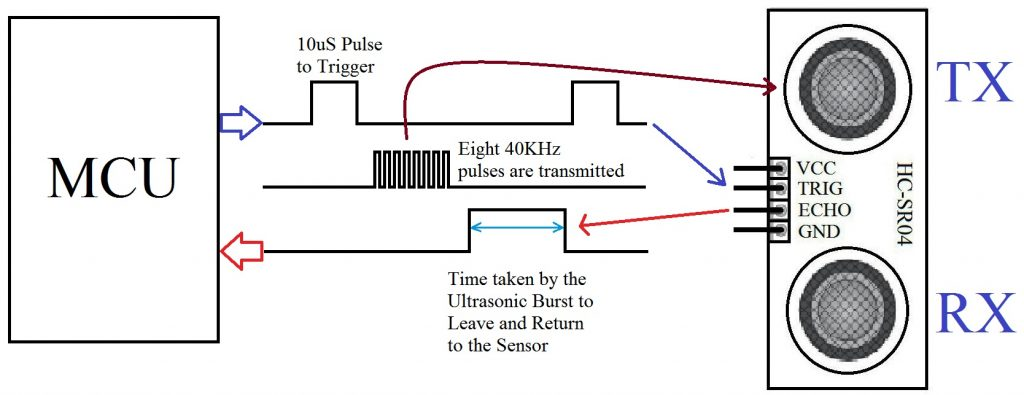 MCU
10uS Pulse
to Trigger
Eight 40KHz
pulses are transmitted
Time taken by the
Ultrasonic Burst to
Leave and Return
to the Sensor
VCC
TRIG
ECHO
GND
HC-SR04
TX
RX